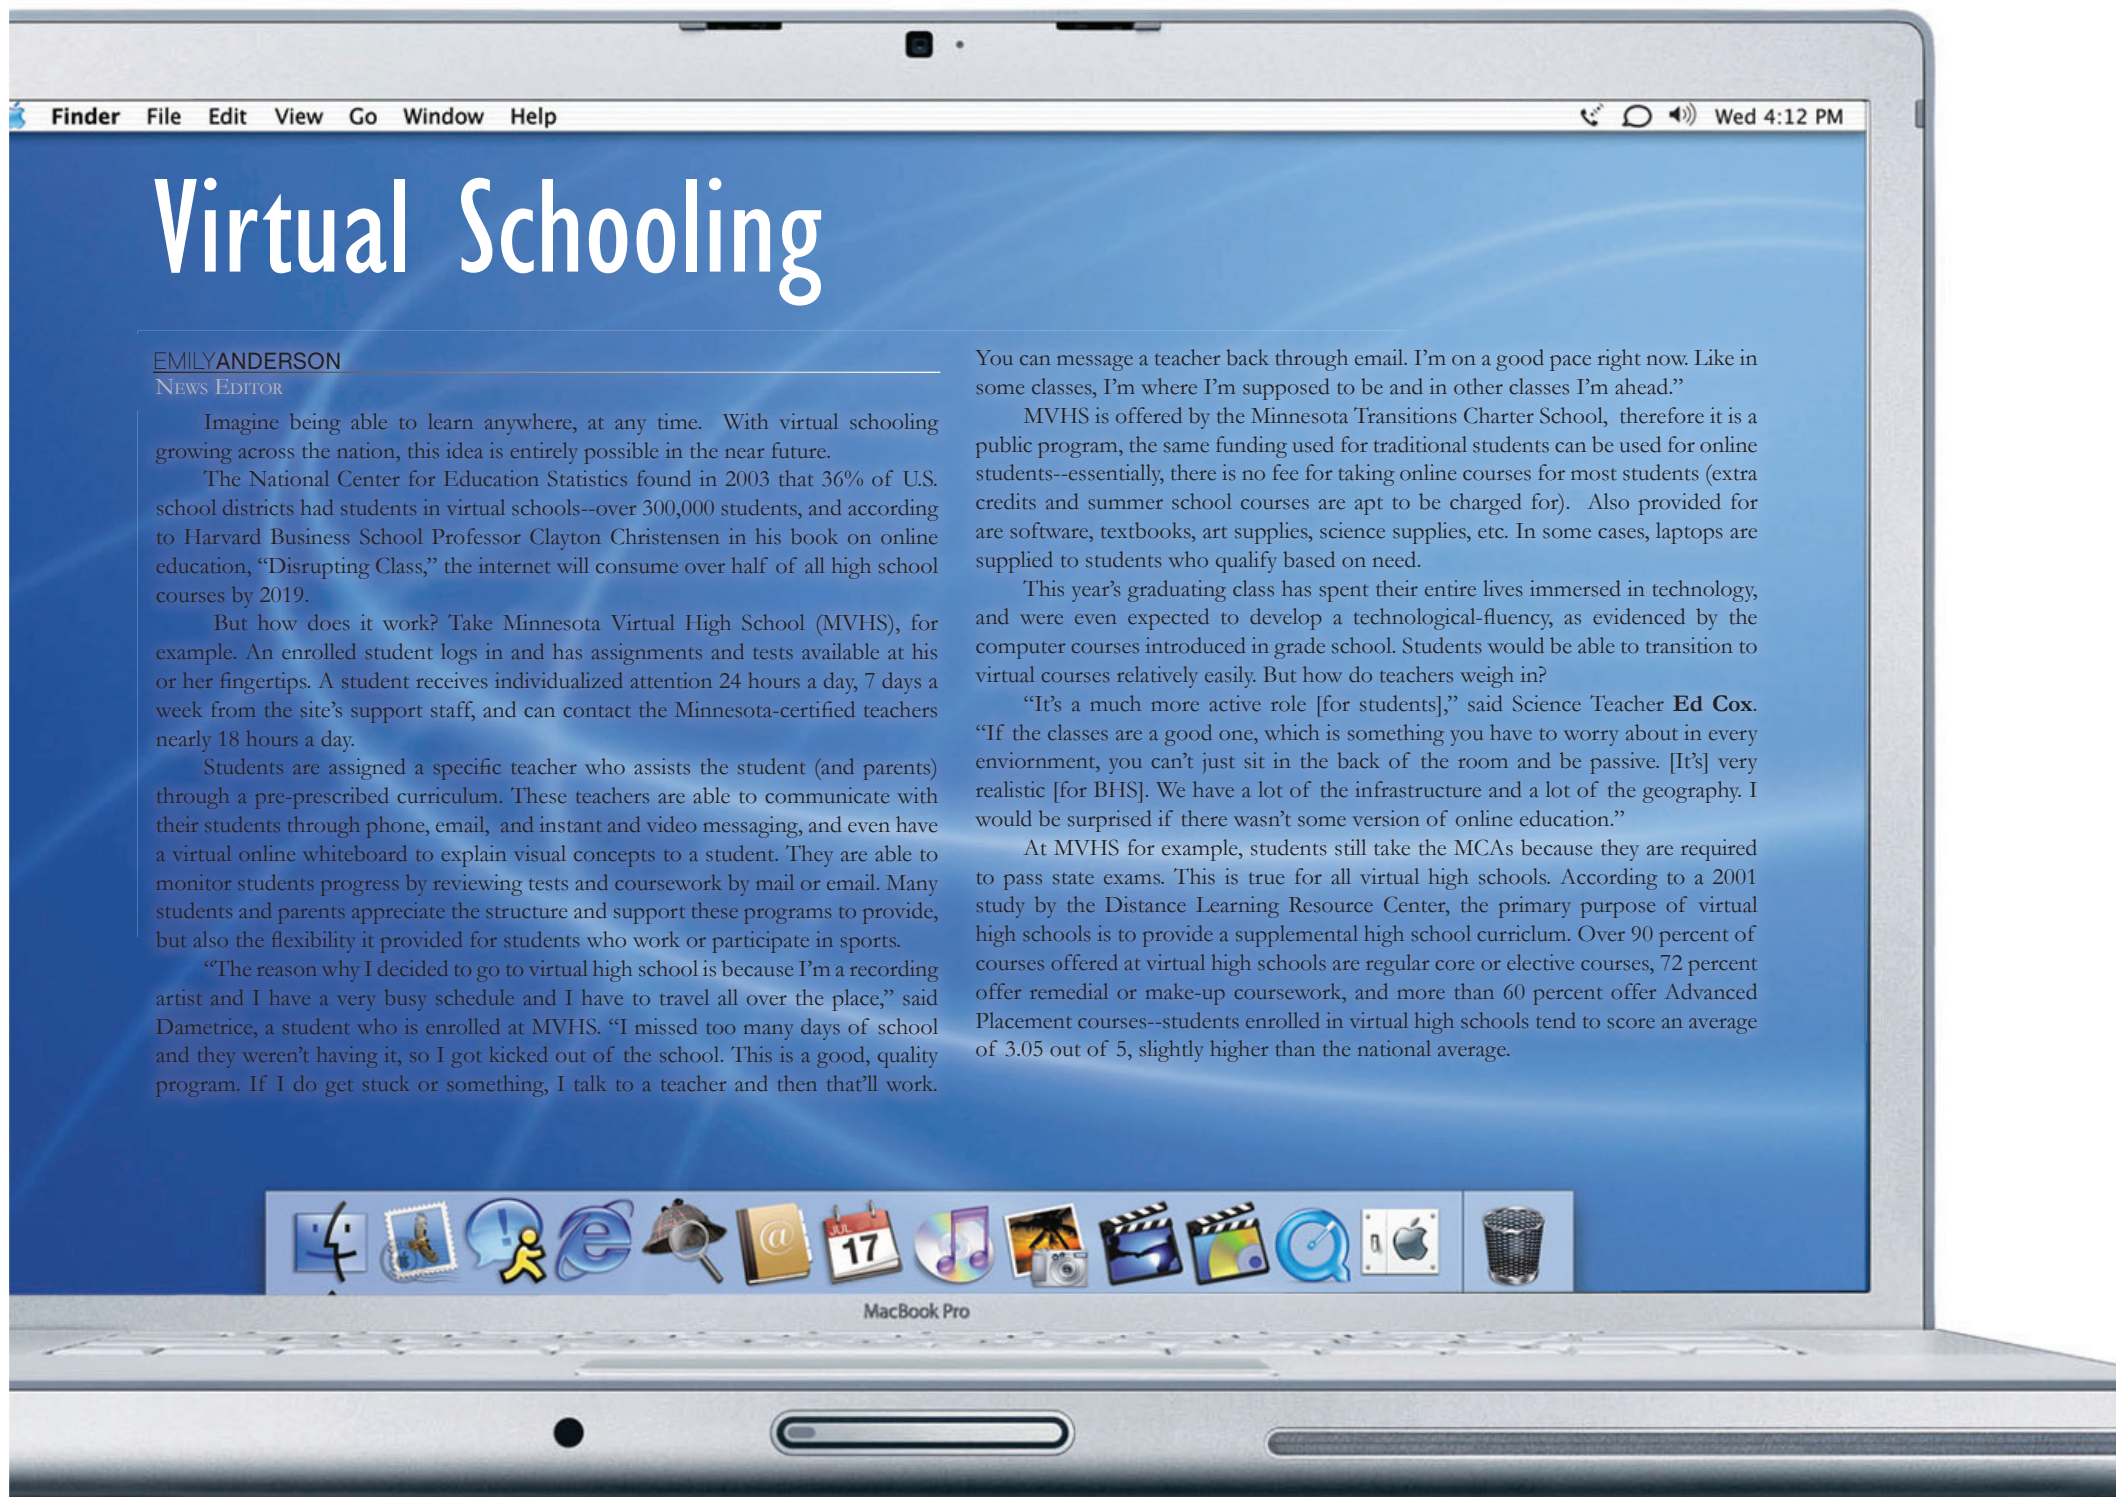 Finder File Edit View Go Window Help
Wed 4:12 PM
Virtual Schooling
EMILYANDERSON
News Editor
Imagine being able to learn anywhere, at any time. With virtual schooling
growing across the nation, this idea is entirely possible in the near future.
The National Center for Education Statistics found in 2003 that 36% of U.S.
school districts had students in virtual schools--over 300,000 students, and according
to Harvard Business School Professor Clayton Christensen in his book on online
education, “Disrupting Class,” the internet will consume over half of all high school
courses by 2019.
But how does it work? Take Minnesota Virtual High School (MVHS), for
example. An enrolled student logs in and has assignments and tests available at his
or her fingertips. A student receives individualized attention 24 hours a day, 7 days a
week from the site's support staff, and can contact the Minnesota-certified teachers
nearly 18 hours a day.
Students are assigned a specific teacher who assists the student (and parents)
through a pre-prescribed curriculum. These teachers are able to communicate with
their students through phone, email, and instant and video messaging, and even have
a virtual online whiteboard to explain visual concepts to a student. They are able to
monitor students progress by reviewing tests and coursework by mail or email. Many
students and parents appreciate the structure and support these programs to provide,
but also the flexibility it provided for students who work or participate in sports.
“The reason why I decided to go to virtual high school is because I’m a recording
artist and I have a very busy schedule and I have to travel all over the place,” said
Dametrice, a student who is enrolled at MVHS. “I missed too many days of school
and they weren’t having it, so I got kicked out of the school. This is a good, quality
program. If I do get stuck or something, I talk to a teacher and then that’ll work.
You can message a teacher back through email. I’m on a good pace right now. Like in
some classes, I’m where I’m supposed to be and in other classes I’m ahead.”
MVHS is offered by the Minnesota Transitions Charter School, therefore it is a
public program, the same funding used for traditional students can be used for online
students--essentially, there is no fee for taking online courses for most students (extra
credits and summer school courses are apt to be charged for). Also provided for
are software, textbooks, art supplies, science supplies, etc. In some cases, laptops are
supplied to students who qualify based on need.
This year’s graduating class has spent their entire lives immersed in technology,
and were even expected to develop a technological-fluency, as evidenced by the
computer courses introduced in grade school. Students would be able to transition to
virtual courses relatively easily. But how do teachers weigh in?
“It’s a much more active role [for students],” said Science Teacher Ed Cox.
“If the classes are a good one, which is something you have to worry about in every
enviornment, you can’t just sit in the back of the room and be passive. [It’s] very
realistic [for BHS]. We have a lot of the infrastructure and a lot of the geography. I
would be surprised if there wasn’t some version of online education.”
At MVHS for example, students still take the MCAs because they are required
to pass state exams. This is true for all virtual high schools. According to a 2001
study by the Distance Learning Resource Center, the primary purpose of virtual
high schools is to provide a supplemental high school curriclum. Over 90 percent of
courses offered at virtual high schools are regular core or elective courses, 72 percent
offer remedial or make-up coursework, and more than 60 percent offer Advanced
Placement courses--students enrolled in virtual high schools tend to score an average
of 3.05 out of 5, slightly higher than the national average.
@
JUL
17
MacBook Pro